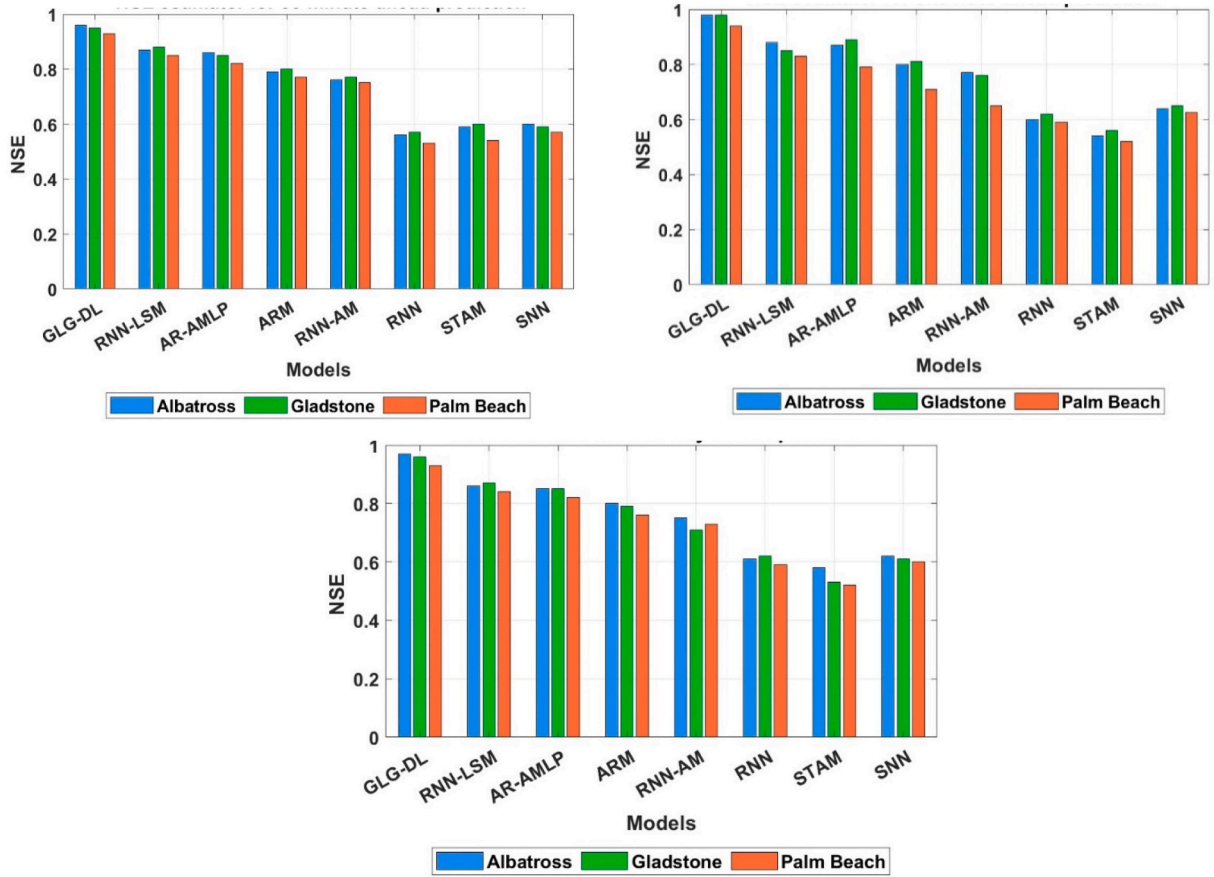 1
0.8
0.6
0.4
0.2
0
NSE
GLG-DL
RNN-LSM
AR-AMLP
ARM
RNN-AM
RNN
STAM
SNN
Models
Albatross Gladstone Palm Beach
1
0.8
0.6
0.4
0.2
0
NSE
GLG-DL
RNN-LSM
AR-AMLP
ARM
RNN-AM
RNN
STAM
SNN
Models
Albatross Gladstone Palm Beach
1
0.8
0.6
0.4
0.2
0
NSE
GLG-DL
RNN-LSM
AR-AMLP
ARM
RNN-AM
RNN
STAM
SNN
Models
Albatross Gladstone Palm Beach